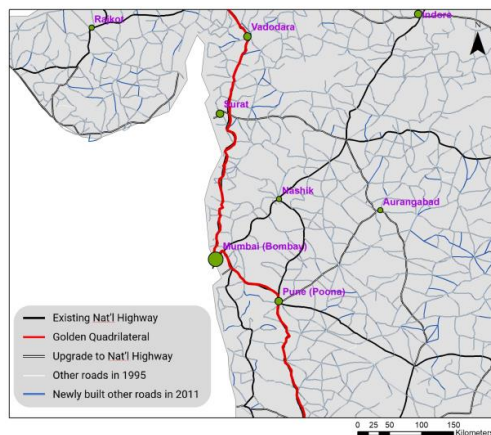 Indore
Rajkot
Vadodara
Surat
Nashik
Aurangabad
Mumbai (Bombay)
Pune (Poona)
Existing Nat'l Highway
Golden Quadrilateral
Upgrade to Nat'l Highway
Other roads in 1995
Newly built other roads in 2011
0 25 50 100 150
Kilometers